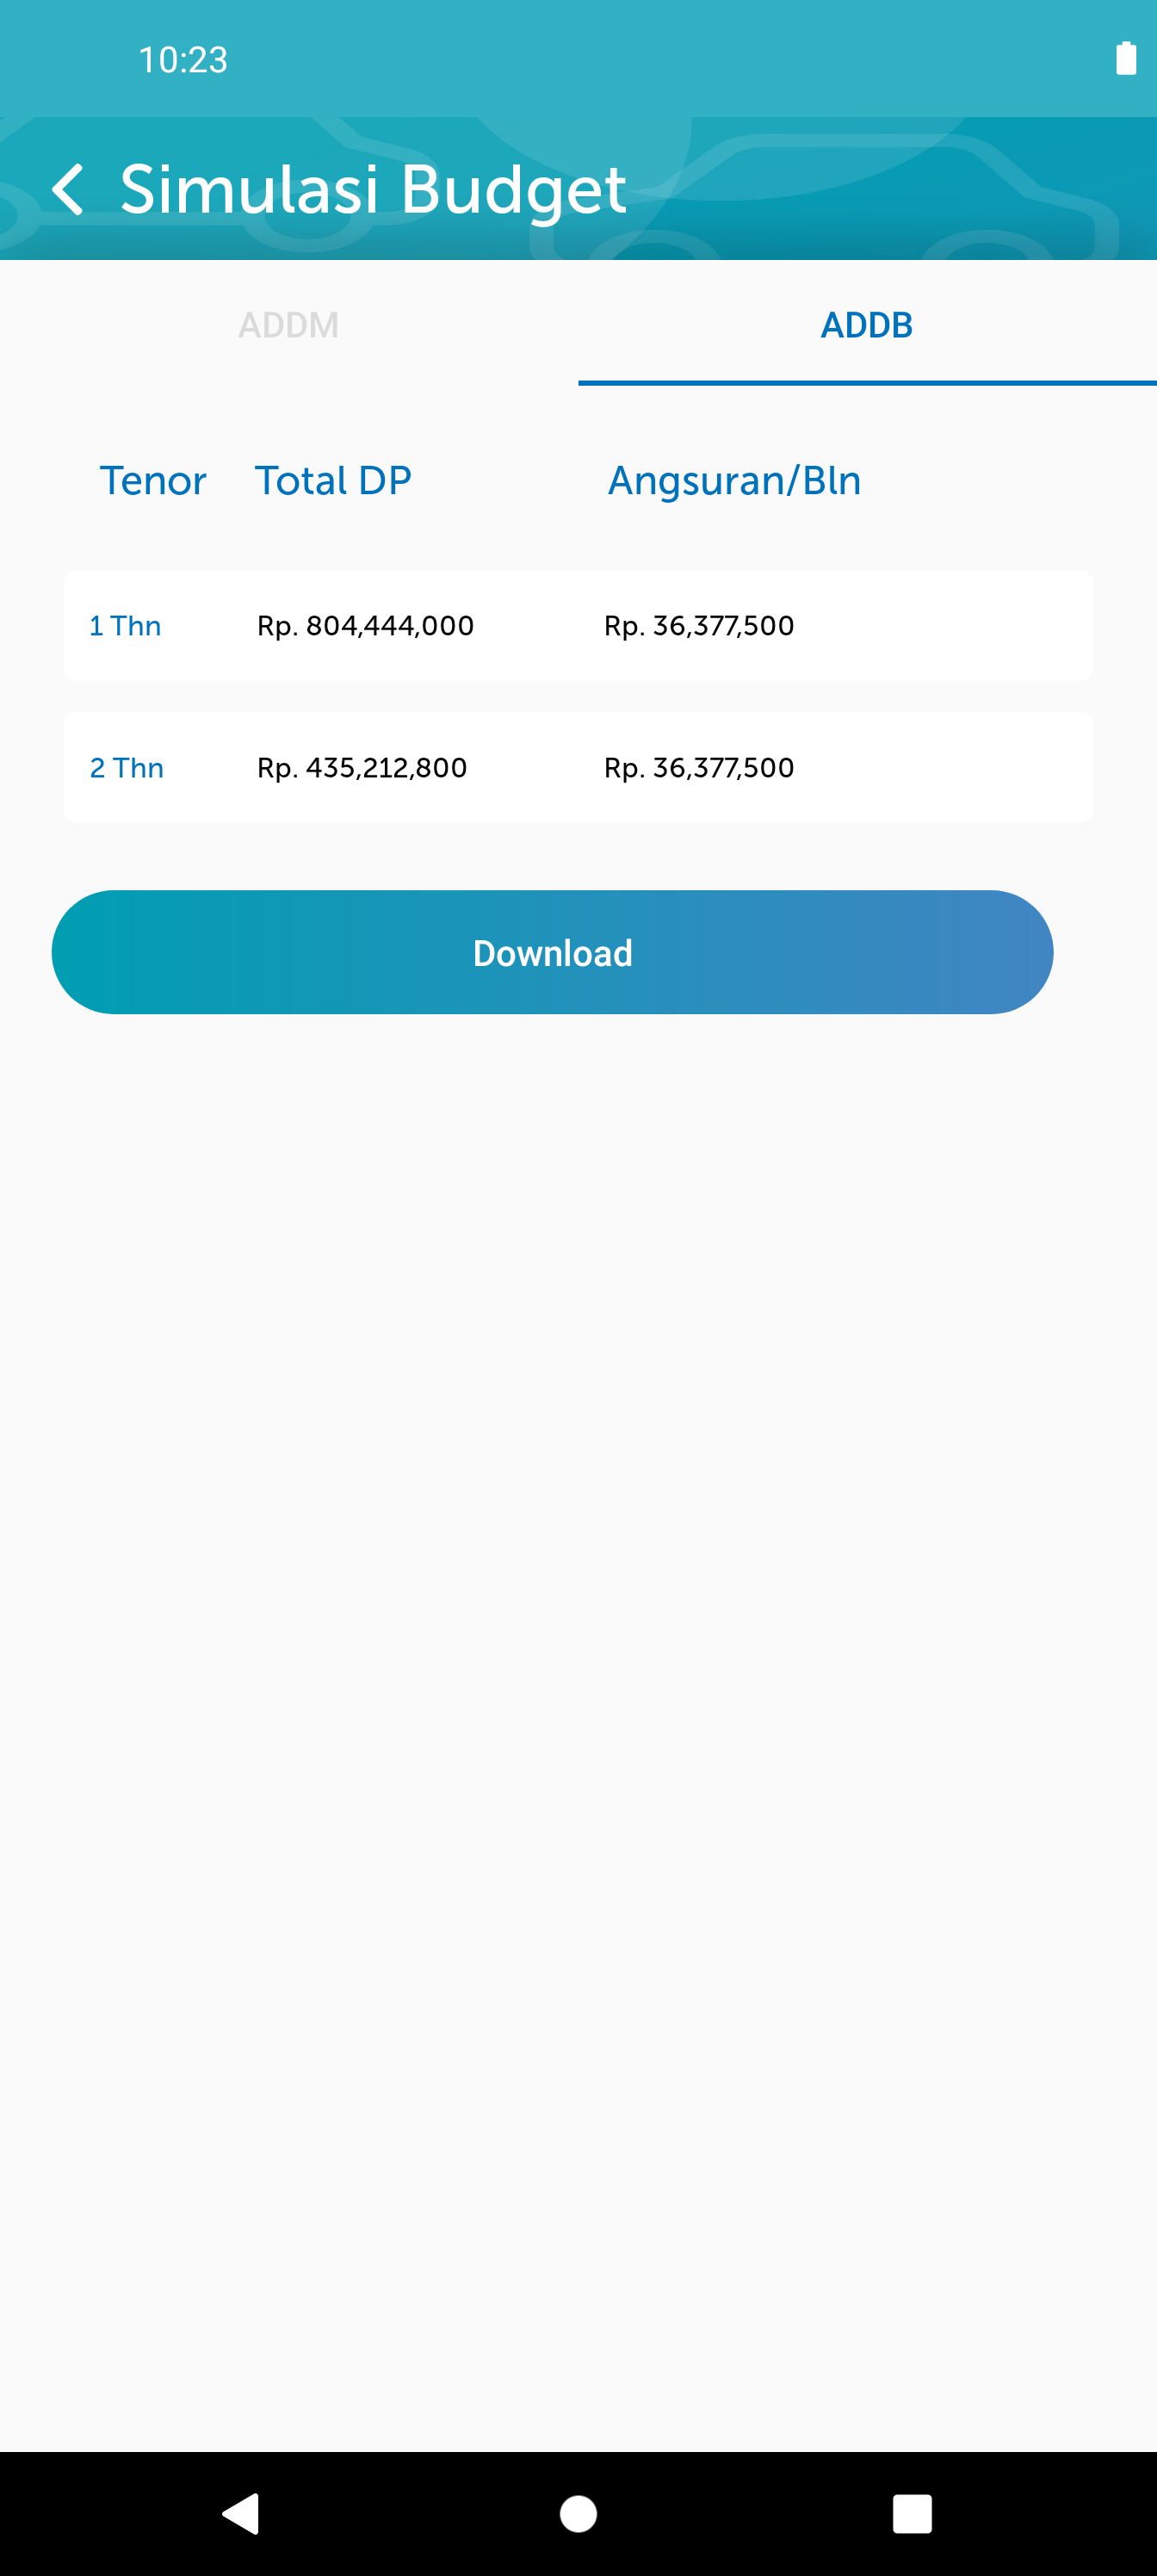 10:23
Simulasi Budget
ADDM ADDB
Tenor Total DP Angsuran/Bln
1 Thn Rp. 804,444,000 Rp. 36,377,500
2 Thn Rp. 435,212,800 Rp. 36,377,500
Download